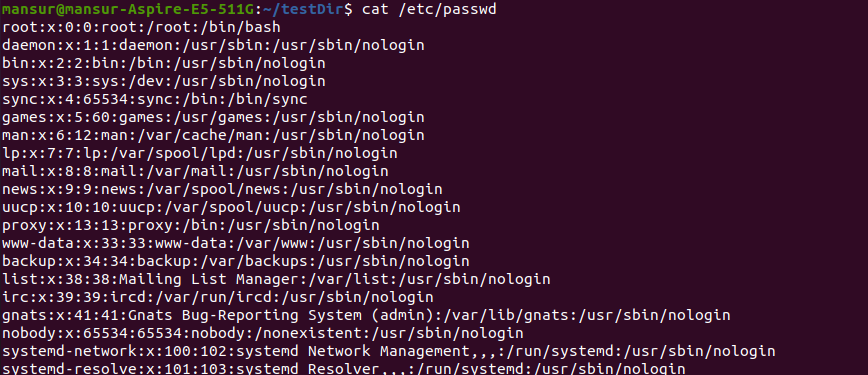 mansur@mansur-Aspire-E5-511G:~/testDir$ cat /etc/passwd
root:x:0:0:root:/root:/bin/bash
daemon:x:1:1:daemon:/usr/sbin:/usr/sbin/nologin
bin:x:2:2:bin:/bin:/usr/sbin/nologin
sys:x:3:3:sys:/dev:/usr/sbin/nologin
sync:x:4:65534:sync:/bin:/bin/sync
games:x:5:60:games:/usr/games:/usr/sbin/nologin
man:x:6:12:man:/var/cache/man:/usr/sbin/nologin
lp:x:7:7:lp:/var/spool/lpd:/usr/sbin/nologin
mail:x:8:8:mail:/var/mail:/usr/sbin/nologin
news:x:9:9:news:/var/spool/news:/usr/sbin/nologin
uucp:x:10:10:uucp:/var/spool/uucp:/usr/sbin/nologin
proxy:x:13:13:proxy:/bin:/usr/sbin/nologin
www-data:x:33:33:www-data:/var/www:/usr/sbin/nologin
backup:x:34:34:backup:/var/backups:/usr/sbin/nologin
list:x:38:38:Mailing List Manager:/var/list:/usr/sbin/nologin
irc:x:39:39:ircd:/var/run/ircd:/usr/sbin/nologin
gnats:x:41:41:Gnats Bug-Reporting System (admin):/var/lib/gnats:/usr/sbin/nologin
nobody:x:65534:65534:nobody:/nonexistent:/usr/sbin/nologin
systemd-network:x:100:102:systemd Network Management,,,:/run/systemd:/usr/sbin/nologin
systemd-resolve:x:101:103:systemd Resolver,,,:/run/systemd:/usr/sbin/nologin